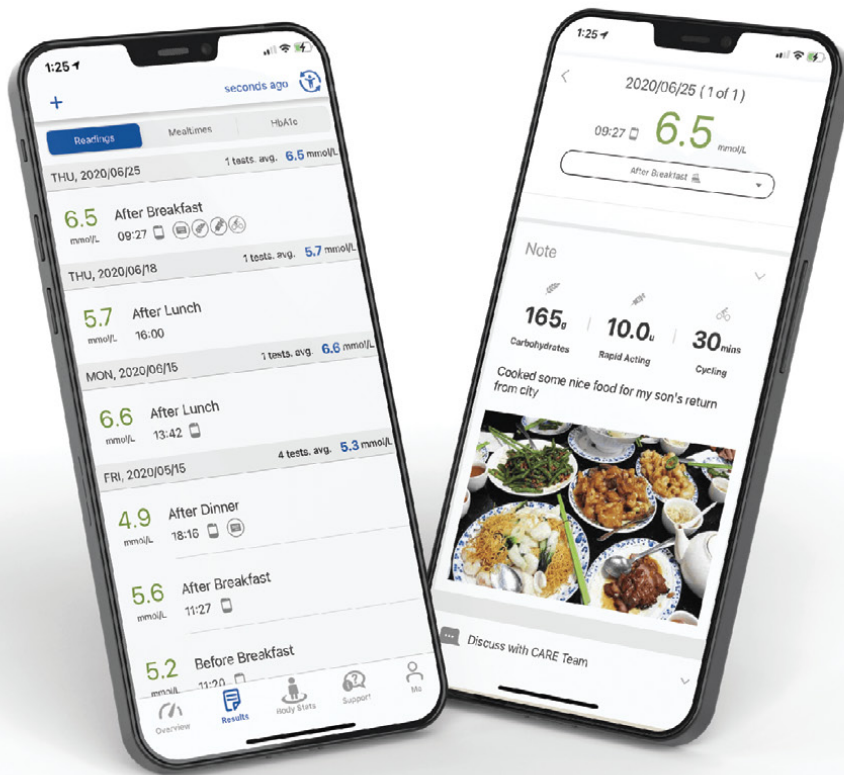 1:25
+
seconds ago
Readings
Mealtimes
HbA1c
THU, 2020/06/25
1 tests. avg. 6.5 mmol/L
6.5 After Breakfast
mmol/L 09:27
THU, 2020/06/18
1 tests. avg. 5.7 mmol/L
5.7 After Lunch
mmol/L 16:00
MON, 2020/06/15
1 tests. avg. 6.6 mmol/L
6.6 After Lunch
mmol/L 13:42
FRI, 2020/05/15
4 tests. avg. 5.3 mmol/L
4.9 After Dinner
mmol/L 18:16
5.6 After Breakfast
mmol/L 11:27
5.2 Before Breakfast
mmol/L 11:20
Overview
Results
Body Stats
Support
Me
1:25
2020/06/25 ( 1 of 1 )
09:27 6.5 mmol/L
After Breakfast
Note
165g
10.0u
30mins
Carbohydrates
Rapid Acting
Cycling
Cooked some nice food for my son's return
from city
Discuss with CARE Team